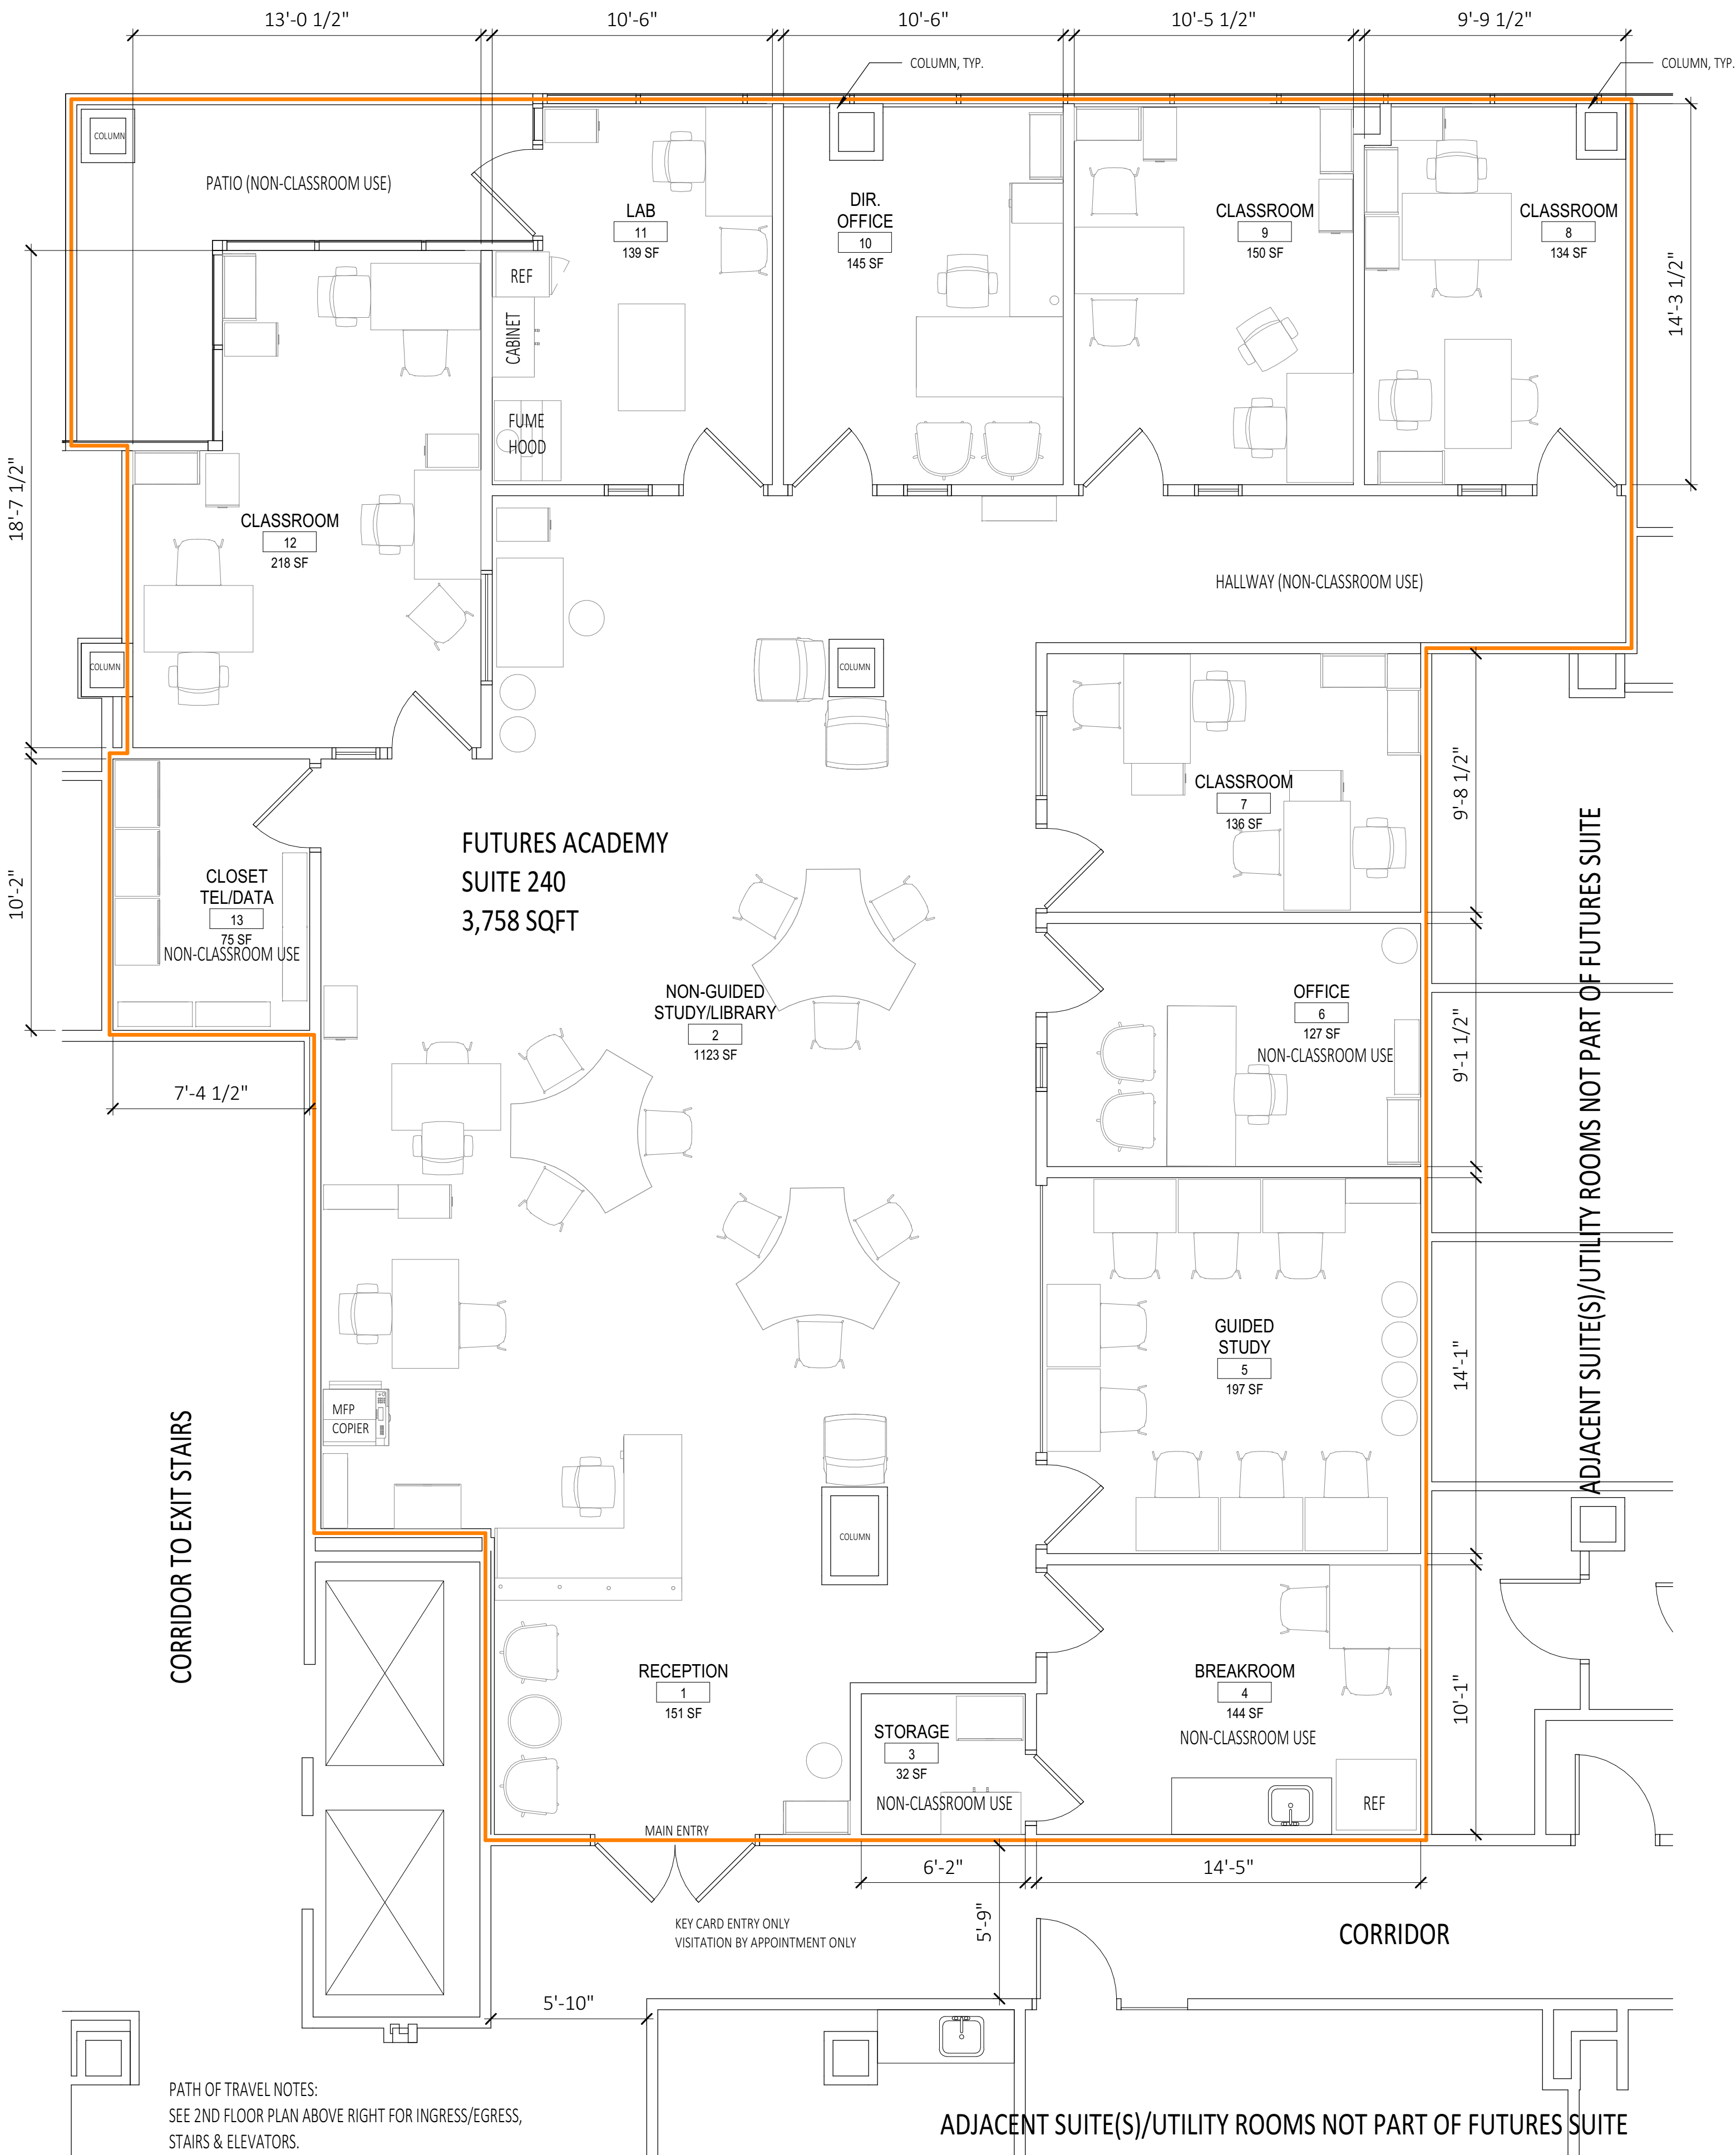 13'-0 1/2"
10'-6"
10'-6"
10'-5 1/2"
9'-9 1/2"
COLUMN, TYP.
COLUMN, TYP.
COLUMN
PATIO (NON-CLASSROOM USE)
LAB
11
139 SF
DIR.
OFFICE
10
145 SF
CLASSROOM
9
150 SF
CLASSROOM
8
134 SF
14'-3 1/2"
REF
CABINET
FUME
HOOD
18'-7 1/2"
CLASSROOM
12
218 SF
HALLWAY (NON-CLASSROOM USE)
COLUMN
COLUMN
CLASSROOM
7
136 SF
9'-8 1/2"
FUTURES ACADEMY
SUITE 240
3,758 SQFT
10'-2"
CLOSET
TEL/DATA
13
75 SF
NON-CLASSROOM USE
7'-4 1/2"
NON-GUIDED
STUDY/LIBRARY
2
1123 SF
OFFICE
6
127 SF
NON-CLASSROOM USE
9'-1 1/2"
ADJACENT SUITE(S)/UTILITY ROOMS NOT PART OF FUTURES SUITE
GUIDED
STUDY
5
197 SF
14'-1"
MFP
COPIER
CORRIDOR TO EXIT STAIRS
COLUMN
RECEPTION
1
151 SF
STORAGE
3
32 SF
NON-CLASSROOM USE
BREAKROOM
4
144 SF
NON-CLASSROOM USE
REF
10'-1"
MAIN ENTRY
6'-2"
14'-5"
KEY CARD ENTRY ONLY
VISITATION BY APPOINTMENT ONLY
5'-9"
CORRIDOR
5'-10"
PATH OF TRAVEL NOTES:
SEE 2ND FLOOR PLAN ABOVE RIGHT FOR INGRESS/EGRESS,
STAIRS & ELEVATORS.
ADJACENT SUITE(S)/UTILITY ROOMS NOT PART OF FUTURES SUITE